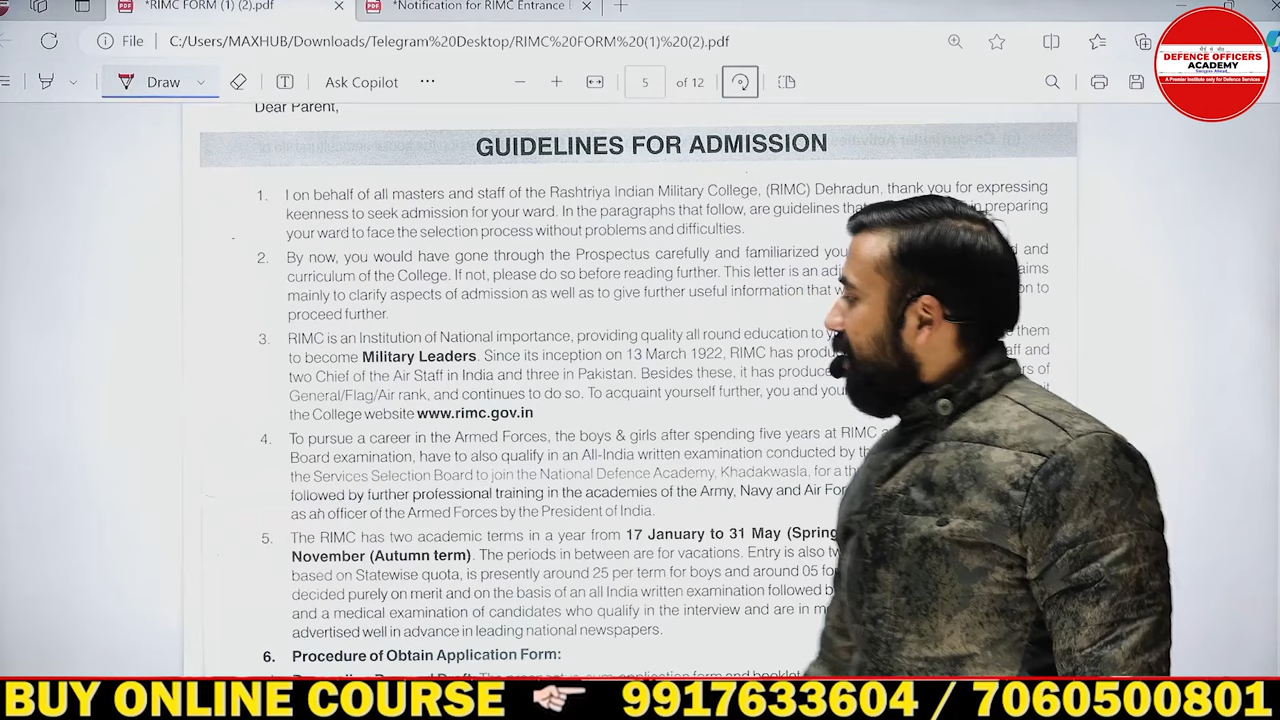 *RIMC FORM (1) (2).pdf
*Notification for RIMC Entrance
File C:/Users/MAXHUB/Downloads/Telegram%20Desktop/RIMC%20FORM%20(1)%20(2).pdf
Draw Ask Copilot 5 of 12
DEFENCE OFFICERS
ACADEMY
A Premier Institute only for Defence Services
Dear Parent,
GUIDELINES FOR ADMISSION
1. I on behalf of all masters and staff of the Rashtriya Indian Military College, (RIMC) Dehradun, thank you for expressing
keenness to seek admission for your ward. In the paragraphs that follow, are guidelines in preparing
your ward to face the selection process without problems and difficulties.
2. By now, you would have gone through the Prospectus carefully and familiarized and
curriculum of the College. If not, please do so before reading further. This letter is an aims
mainly to clarify aspects of admission as well as to give further useful information that to
proceed further.
3. RIMC is an Institution of National importance, providing quality all round education to them
to become Military Leaders. Since its inception on 13 March 1922, RIMC has and
two Chief of the Air Staff in India and three in Pakistan. Besides these, it has of
General/Flag/Air rank, and continues to do so. To acquaint yourself further, you and
the College website www.rimc.gov.in
4. To pursue a career in the Armed Forces, the boys & girls after spending five years at RIMC
Board examination, have to also qualify in an All-India written examination conducted by
the Services Selection Board to join the National Defence Academy, Khadakwasla, for a
followed by further professional training in the academies of the Army, Navy and Air
as an officer of the Armed Forces by the President of India.
5. The RIMC has two academic terms in a year from 17 January to 31 May (Spring
November (Autumn term). The periods in between are for vacations. Entry is also
based on Statewise quota, is presently around 25 per term for boys and around 05
decided purely on merit and on the basis of an all India written examination followed
and a medical examination of candidates who qualify in the interview and are in
advertised well in advance in leading national newspapers.
6. Procedure of Obtain Application Form:
BUY ONLINE COURSE 9917633604 / 7060500801